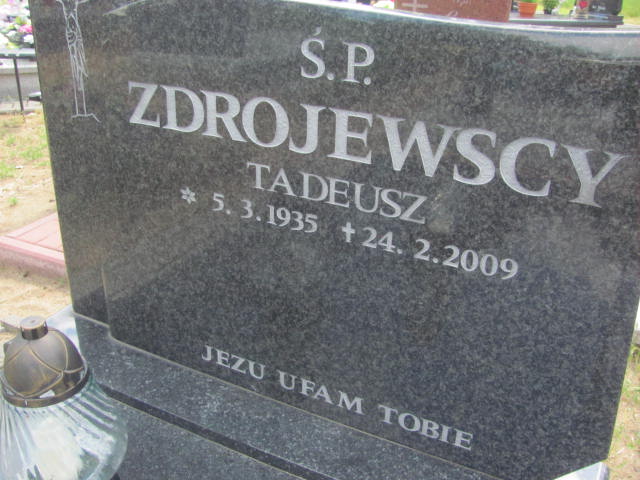 Ś.P.
ZDROJEWSCY
TADEUSZ
* 5.3.1935 ✝24.2.2009
JEZU UFAM TOBIE